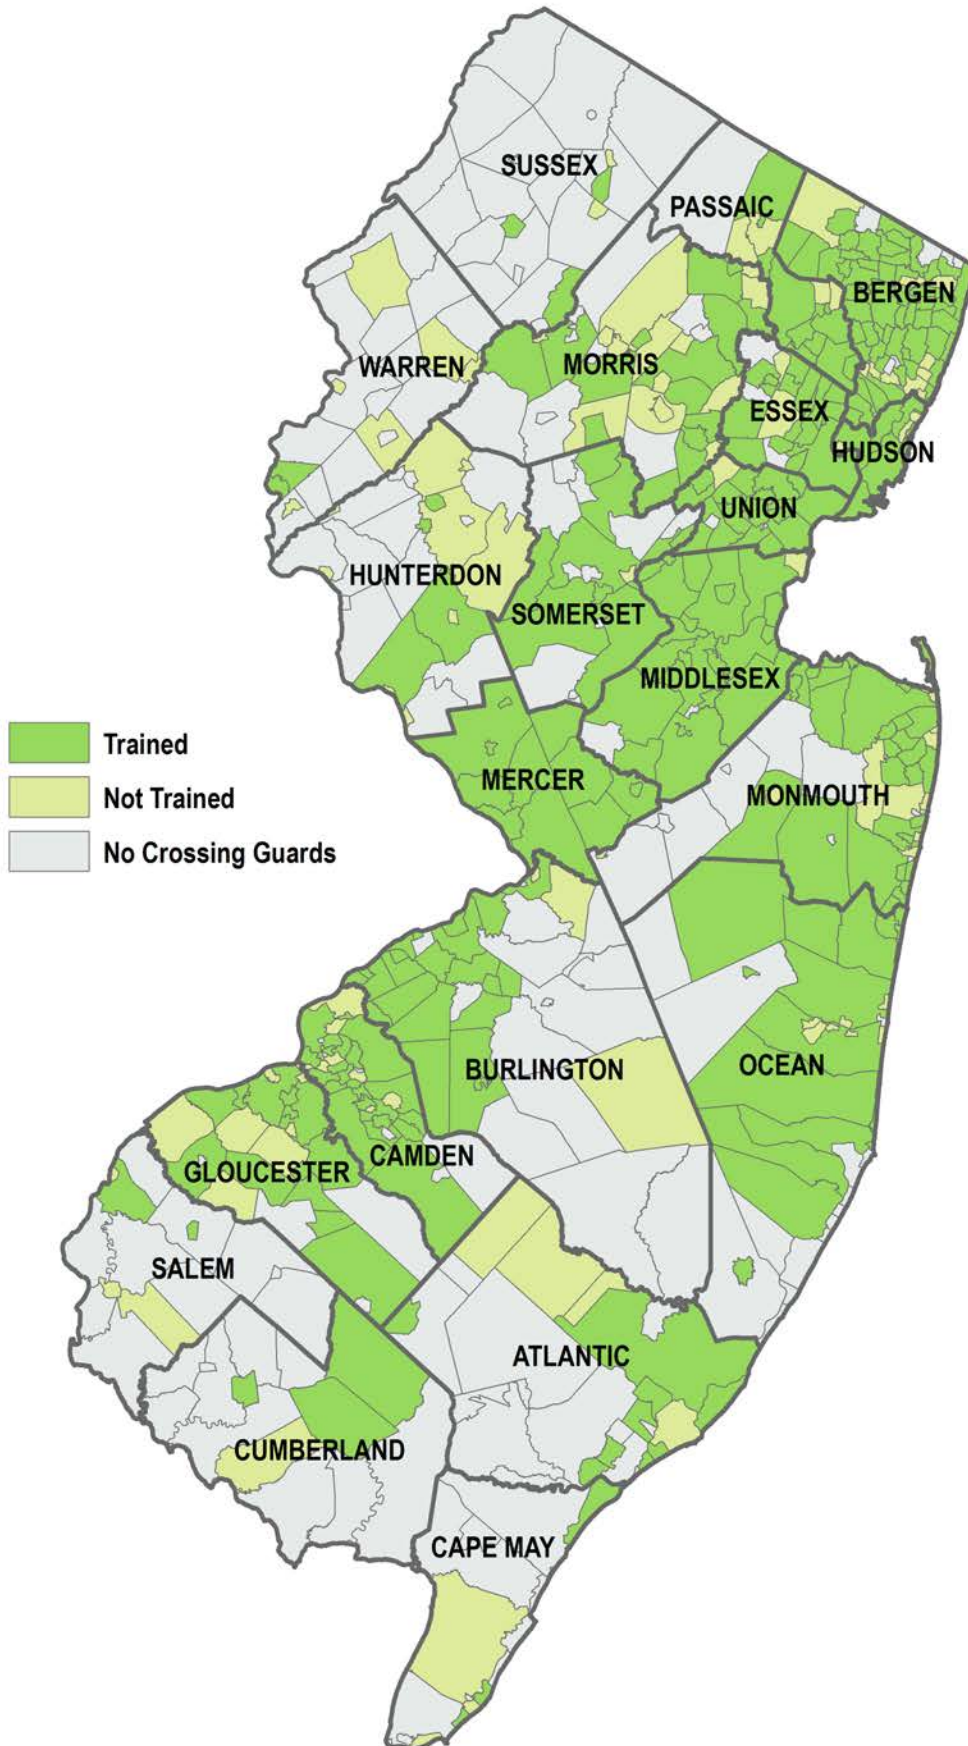 SUSSEX
PASSAIC
BERGEN
WARREN
MORRIS
ESSEX
HUDSON
UNION
HUNTERDON
SOMERSET
MIDDLESEX
Trained
Not Trained
No Crossing Guards
MERCER
MONMOUTH
BURLINGTON
OCEAN
CAMDEN
GLOUCESTER
SALEM
ATLANTIC
CUMBERLAND
CAPE MAY